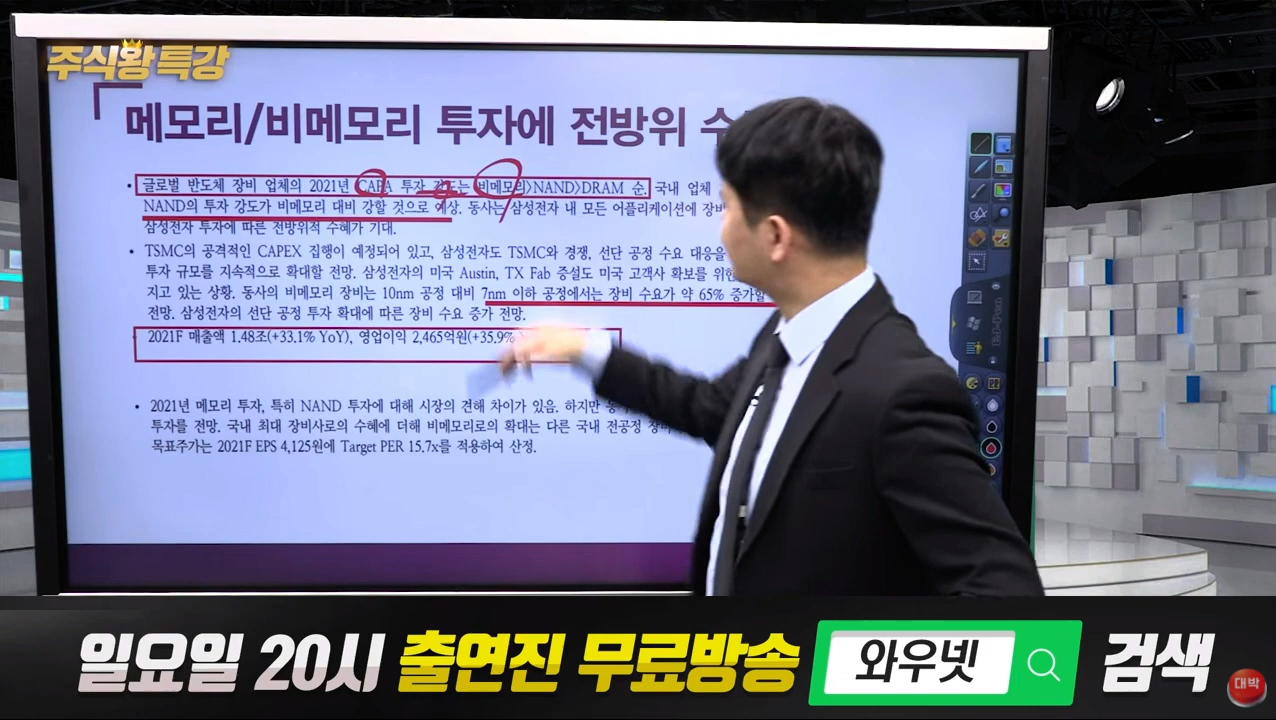 주식왕 특강
메모리/비메모리 투자에 전방위
• 글로벌 반도체 장비 업체의 2021년 CAPA 투자 강도는 비메모리〉NAND〉DRAM 순. 국내 업체
NAND의 투자 강도가 비메모리 대비 강할 것으로 예상. 동사는 삼성전자 내 모든 어플리케이션에
삼성전자 투자에 따른 전방위적 수혜가 기대.
• TSMC의 공격적인 CAPEX 집행이 예정되어 있고, 삼성전자도 TSMC와 경쟁, 선단 공정 수요 대응을
투자 규모를 지속적으로 확대할 전망. 삼성전자의 미국 Austin, TX Fab 증설도 미국 고객사 확보를
지고 있는 상황. 동사의 비메모리 장비는 10nm 공정 대비 7nm 이하 공정에서는 장비 수요가 약 65% 증가할
전망. 삼성전자의 선단 공정 투자 확대에 따른 장비 수요 증가 전망.
2021F 매출액 1.48조(+33.1% YoY), 영업이익 2,465억원(+35.9%
• 2021년 메모리 투자, 특히 NAND 투자에 대해 시장의 견해 차이가 있음. 하지만
투자를 전망. 국내 최대 장비사로의 수혜에 더해 비메모리로의 확대는 다른 국내 전공정
목표주가는 2021F EPS 4,125원에 Target PER 15.7x를 적용하여 산정.
일요일 20시 출연진 무료방송 와우넷 검색
대박